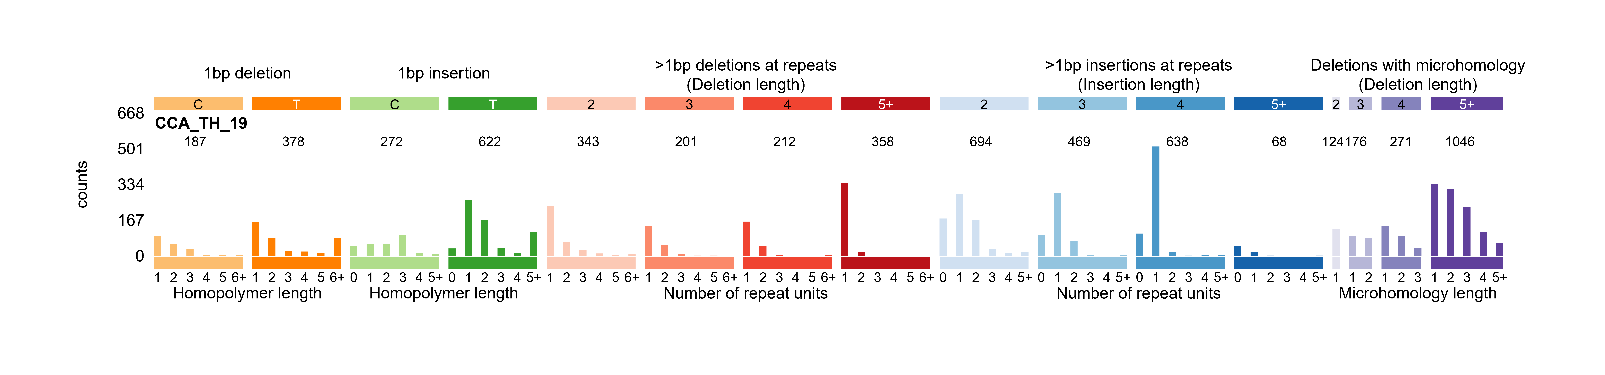 1bp deletion 1bp insertion >1bp deletions at repeats >1bp insertions at repeats Deletions with microhomology
(Deletion length) (Insertion length) (Deletion length)
C T C T 2 3 4 5+ 2 3 4 5+ 2 3 4 5+
668
CCA_TH_19
187 378 272 622 343 201 212 358 694 469 638 68 124 176 271 1046
501
334
167
0
counts
1 2 3 4 5 6+ 1 2 3 4 5 6+ 0 1 2 3 4 5+ 0 1 2 3 4 5+ 1 2 3 4 5 6+ 1 2 3 4 5 6+ 1 2 3 4 5 6+ 1 2 3 4 5 6+ 0 1 2 3 4 5+ 0 1 2 3 4 5+ 0 1 2 3 4 5+ 0 1 2 3 4 5+ 1 1 2 1 2 3 1 2 3 4 5+
Homopolymer length Homopolymer length Number of repeat units Number of repeat units Microhomology length